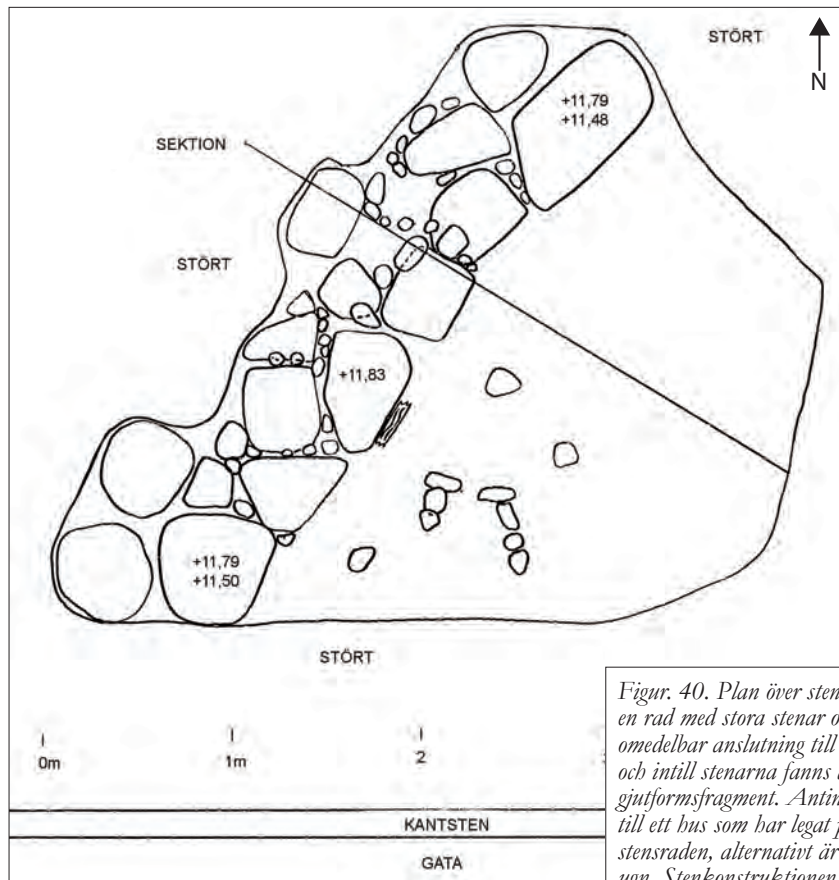 STÖRT
N
+11,79
+11,48
SEKTION
STÖRT
+11,83
+11,79
+11,50
STÖRT
0m 1m 2
KANTSTEN
GATA
Figur. 40. Plan över sten
en rad med stora stenar o
omedelbar anslutning till
och intill stenarna fanns
gjutformsfragment. Antin
till ett hus som har legat p
stensraden, alternativt är
ugn. Stenkonstruktionen